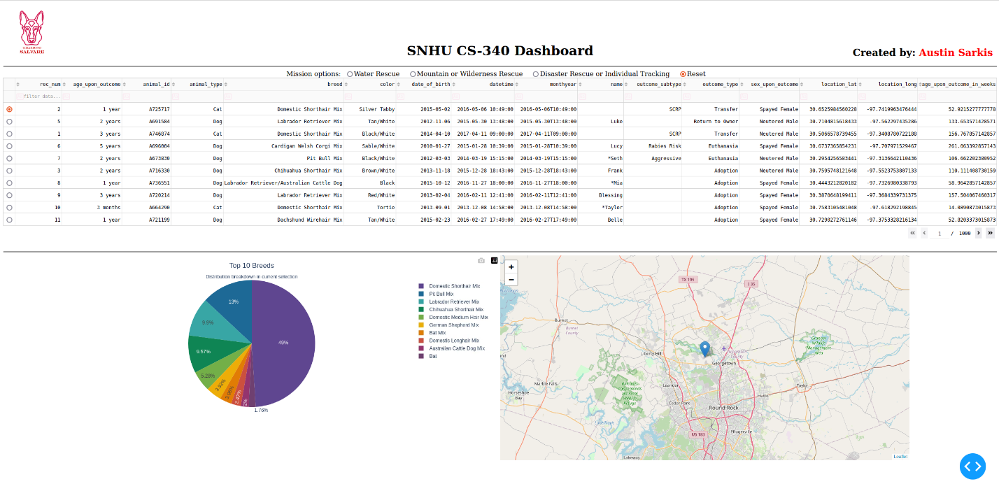 GRAZIOSO
SALVARE
SNHU CS-340 Dashboard
Created by: Austin Sarkis
Mission options: Water Rescue Mountain or Wilderness Rescue Disaster Rescue or Individual Tracking Reset
rec_num age_upon_outcome animal_id animal_type breed color date_of_birth datetime monthyear name outcome_subtype outcome_type sex_upon_outcome location_lat location_long age_upon_outcome_in_weeks
filter data...
2 1 year A725717 Cat Domestic Shorthair Mix Silver Tabby 2015-05-02 2016-05-06 10:49:00 2016-05-06T10:49:00 SCRP Transfer Spayed Female 30.6525984560228 -97.7419963476444 52.9215277777778
5 2 years A691584 Dog Labrador Retriever Mix Tan/White 2012-11-06 2015-05-30 13:48:00 2015-05-30T13:48:00 Luke Return to Owner Neutered Male 30.7104815618433 -97.562297435286 133.653571428571
1 3 years A746874 Cat Domestic Shorthair Mix Black/White 2014-04-10 2017-04-11 09:00:00 2017-04-11T09:00:00 SCRP Transfer Neutered Male 30.5066578739455 -97.3408780722188 156.767857142857
6 5 years A696004 Dog Cardigan Welsh Corgi Mix Sable/White 2010-01-27 2015-01-28 10:39:00 2015-01-28T10:39:00 Lucy Rabies Risk Euthanasia Spayed Female 30.6737365854231 -97.707971529467 261.063392857143
7 2 years A673830 Dog Pit Bull Mix Black/White 2012-03-03 2014-03-19 15:15:00 2014-03-19T15:15:00 *Seth Aggressive Euthanasia Neutered Male 30.2954256583441 -97.3136642110436 106.662202380952
3 2 years A716330 Dog Chihuahua Shorthair Mix Brown/White 2013-11-18 2015-12-28 18:43:00 2015-12-28T18:43:00 Frank Adoption Neutered Male 30.7595748121648 -97.5523753807133 110.111408730159
8 1 year A736551 Dog Labrador Retriever/Australian Cattle Dog Black 2015-10-12 2016-11-27 18:00:00 2016-11-27T18:00:00 *Mia Adoption Spayed Female 30.4443212820182 -97.7326980338793 58.9642857142857
9 3 years A720214 Dog Labrador Retriever Mix Red/White 2013-02-04 2016-02-11 12:41:00 2016-02-11T12:41:00 Blessing Adoption Spayed Female 30.3870648199411 -97.3684339731375 157.504067460317
10 3 months A664290 Cat Domestic Shorthair Mix Tortie 2013-09-01 2013-12-08 14:58:00 2013-12-08T14:58:00 *Taylor Adoption Spayed Female 30.7583105481048 -97.618292198845 14.0890873015873
11 1 year A721199 Dog Dachshund Wirehair Mix Tan/White 2015-02-23 2016-02-27 17:49:00 2016-02-27T17:49:00 Belle Adoption Spayed Female 30.7290272761146 -97.3753328216134 52.8203373015873
1 / 1000
Top 10 Breeds
Distribution breakdown in current selection
49%
13%
9.9%
9.57%
5.28%
3.92%
3.06%
2.47%
2%
1.76%
Domestic Shorthair Mix
Pit Bull Mix
Labrador Retriever Mix
Chihuahua Shorthair Mix
Domestic Medium Hair Mix
German Shepherd Mix
Bat Mix
Domestic Longhair Mix
Australian Cattle Dog Mix
Bat
+
−
TX 195
I 35
Burnet
Burnet
County
Granger
Wildlife
Management
Area
Liberty Hill
Georgetown
Marble Falls
Horseshoe
Bay
Balcones
Canyonlands
National
Wildlife
Refuge
Leander
Taylor
Hutto
Cedar Park
Round Rock
Lake Travis
US 183
Pflugerville
Lakeway
Leaflet